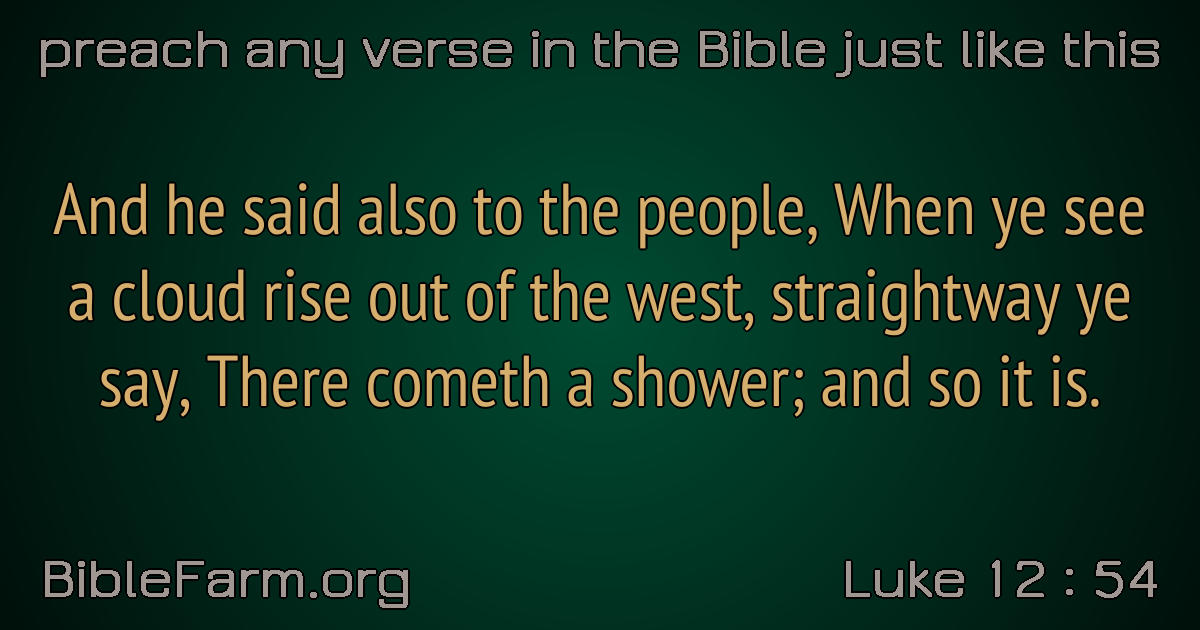 preach any verse in the Bible just like this
And he said also to the people, When ye see
a cloud rise out of the west, straightway ye
say, There cometh a shower; and so it is.
BibleFarm.org
Luke 12 : 54